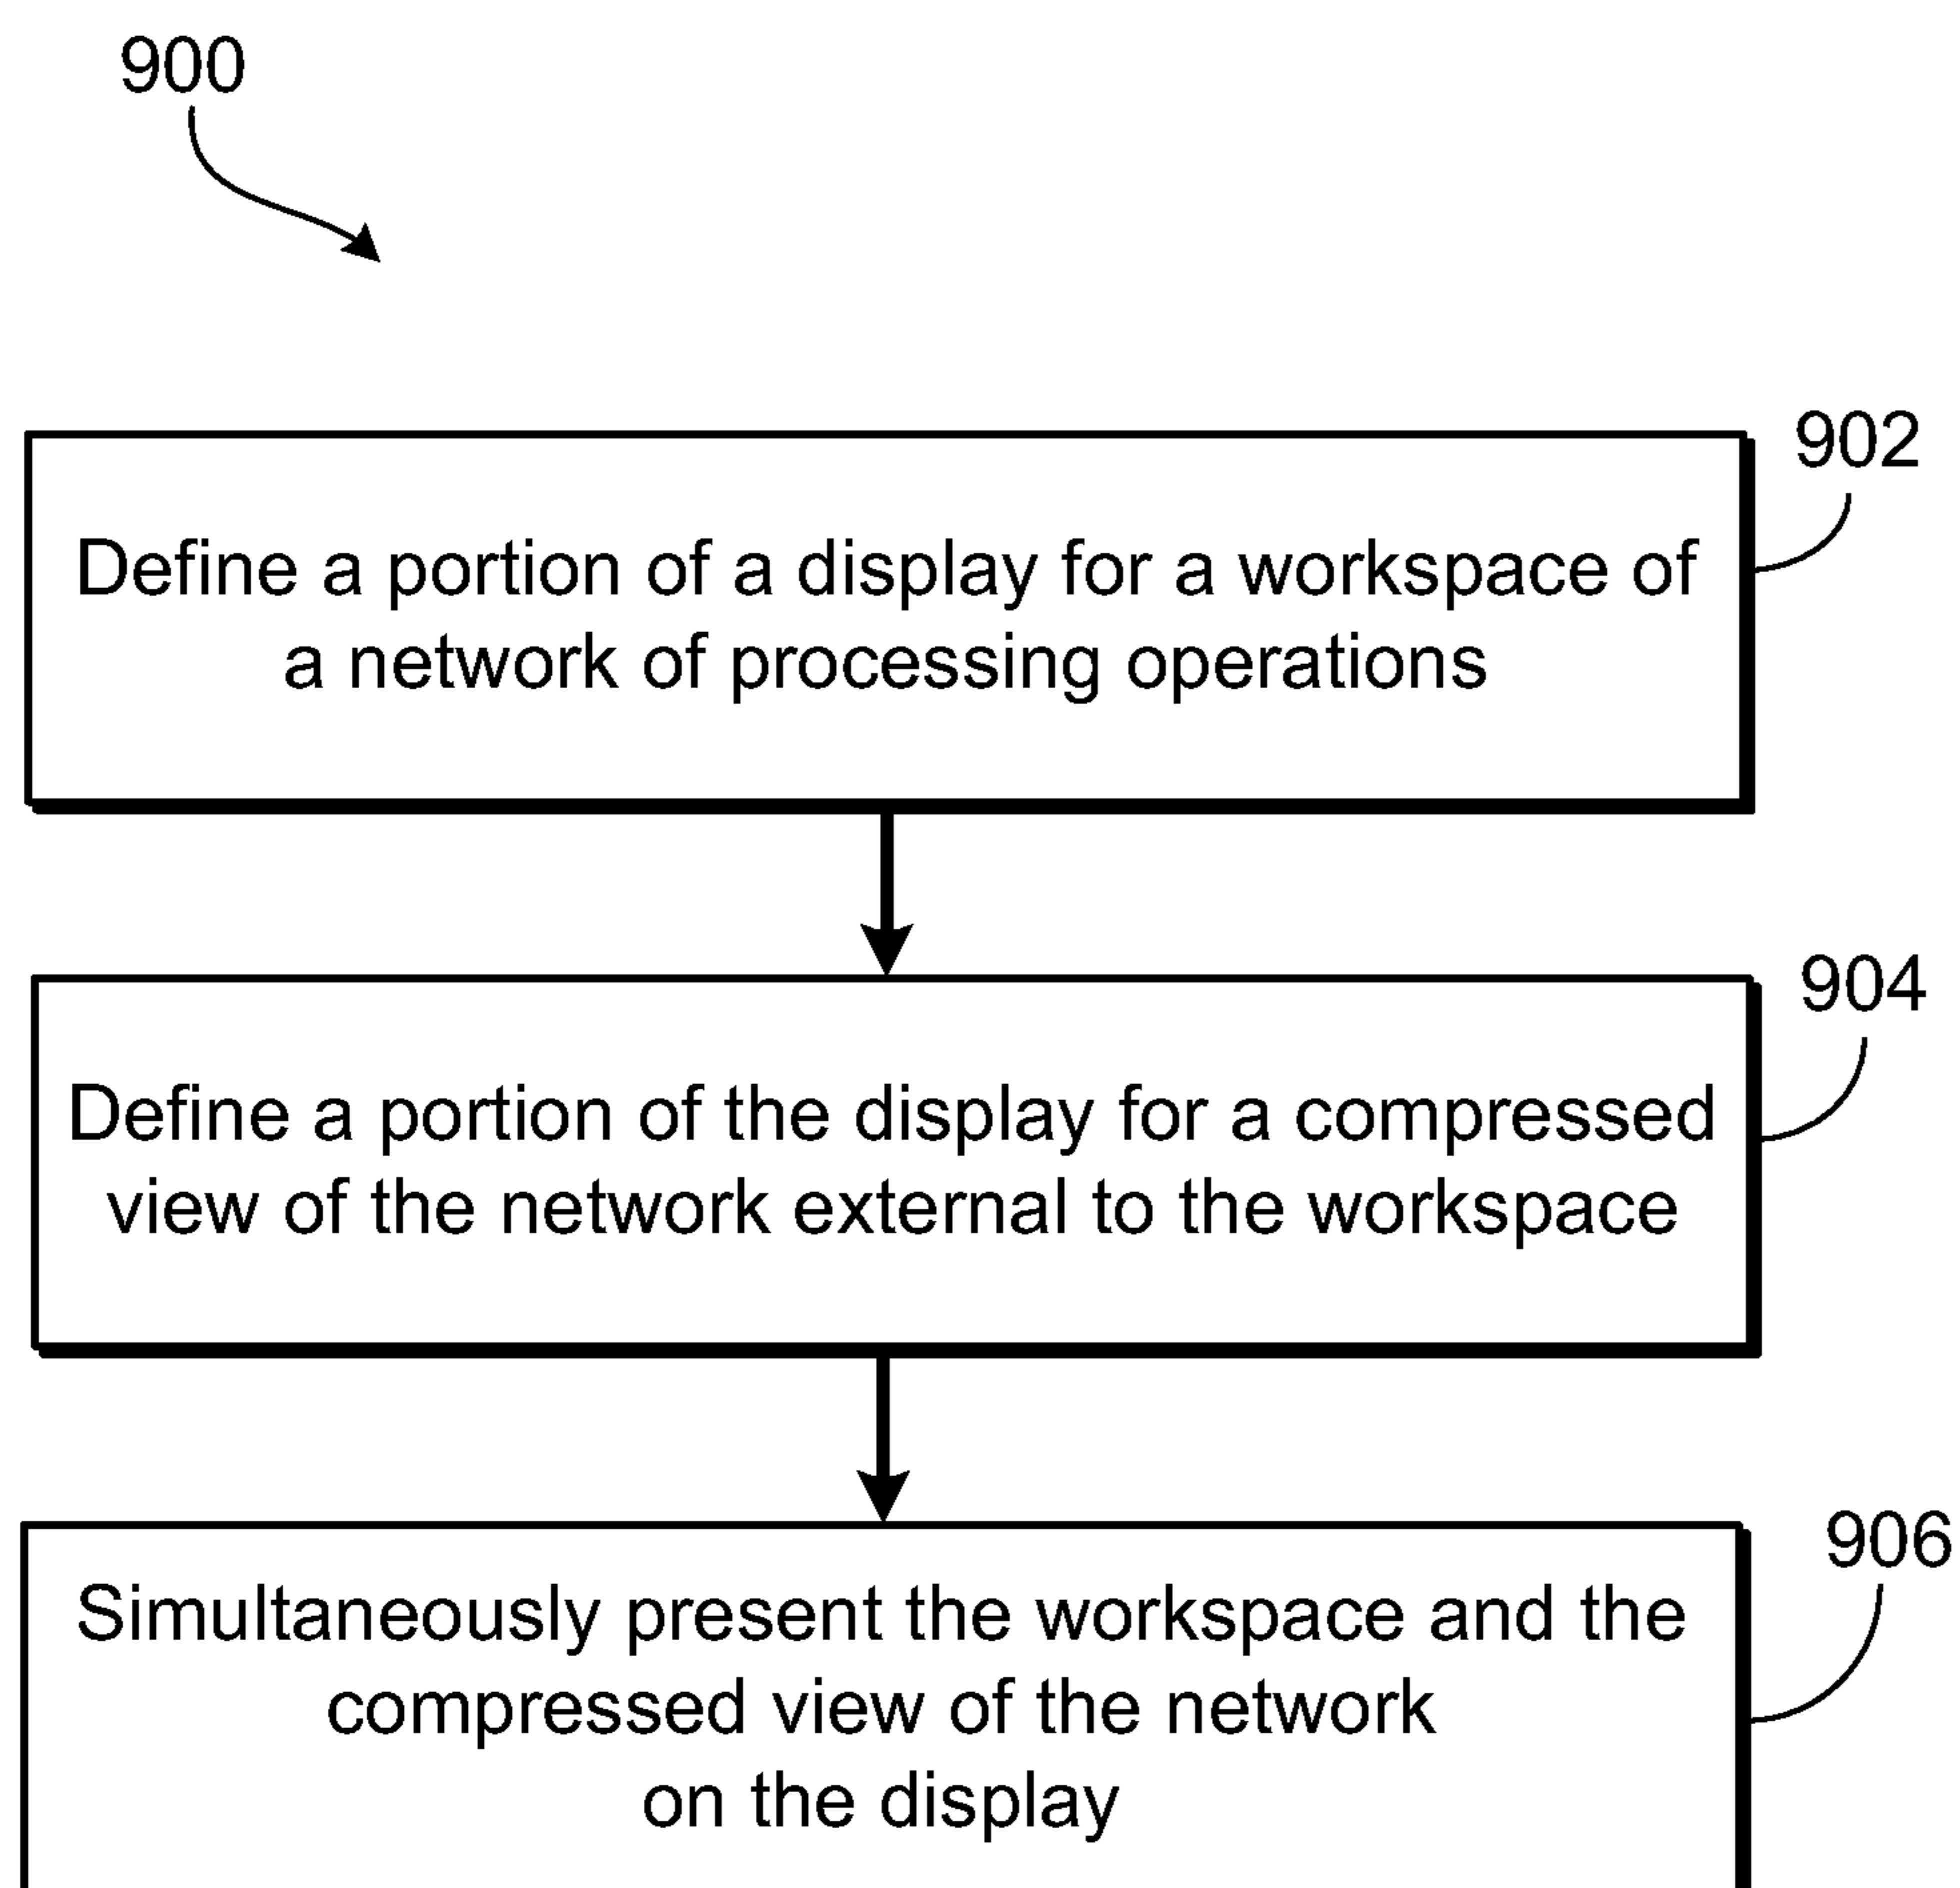 900
902
Define a portion of a display for a workspace of
a network of processing operations
904
Define a portion of the display for a compressed
view of the network external to the workspace
906
Simultaneously present the workspace and the
compressed view of the network
on the display